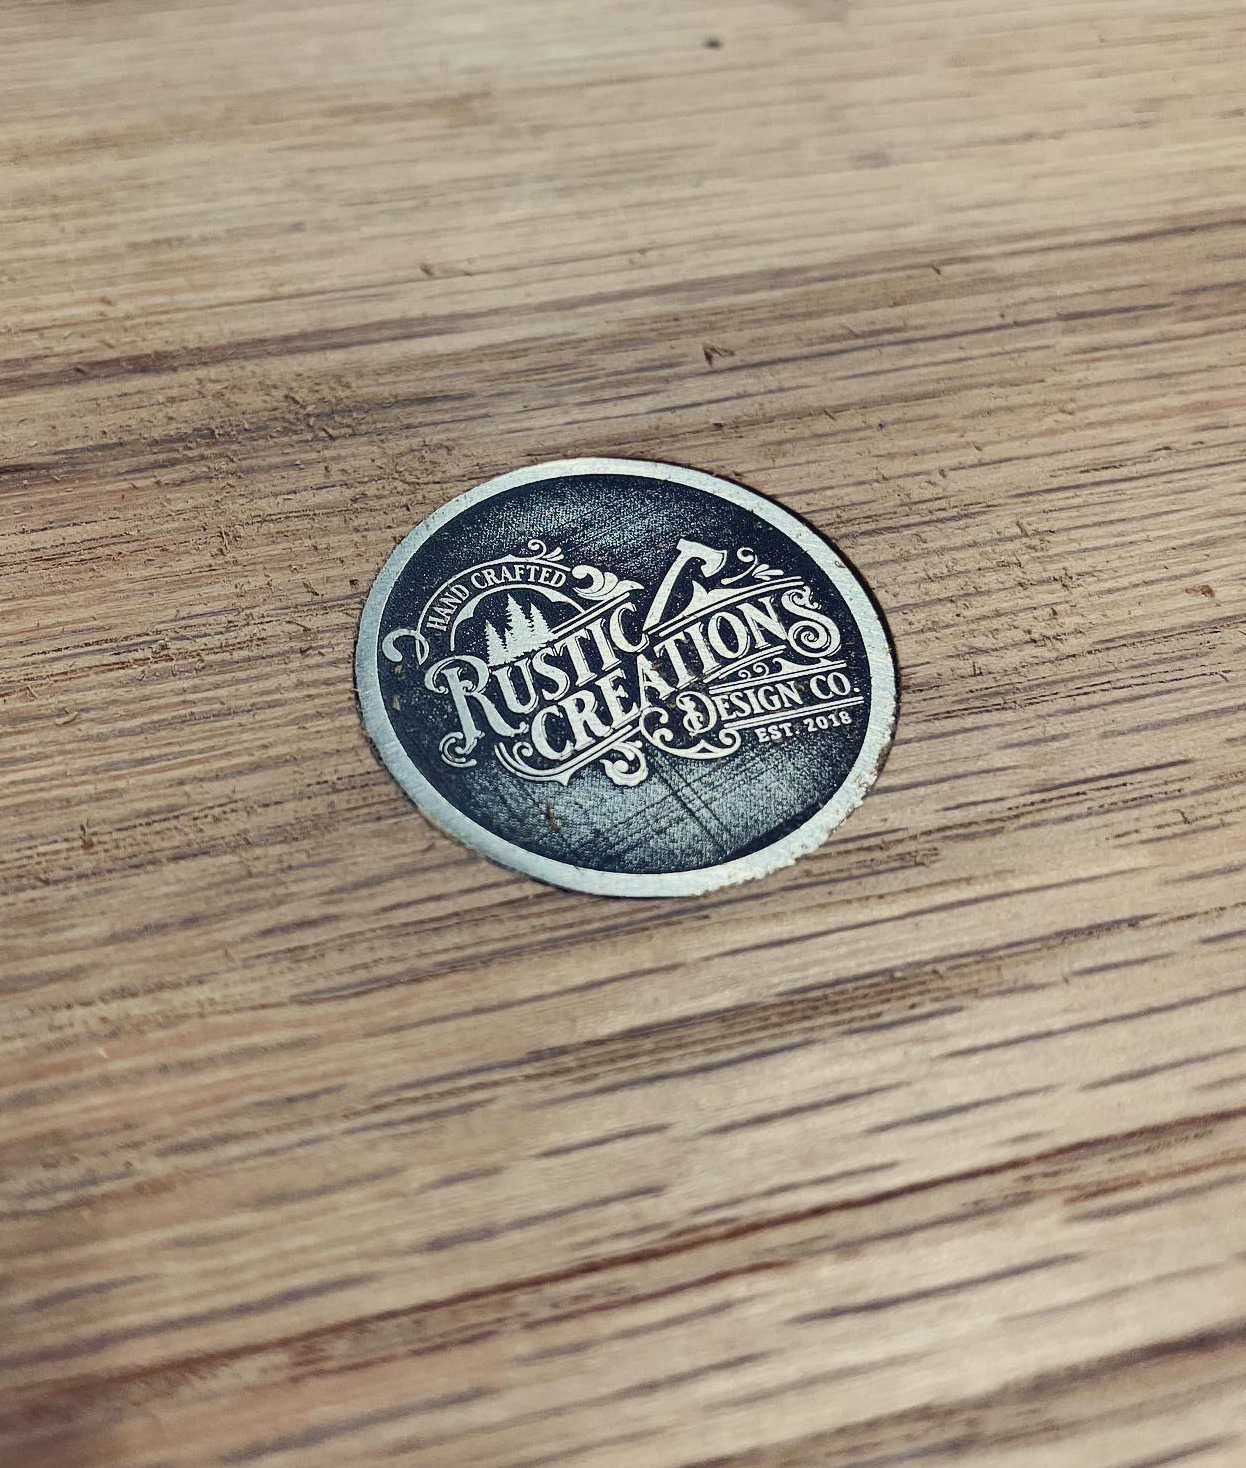 HAND CRAFTED
RUSTIC
CREATIONS
DESIGN CO.
EST. 2018